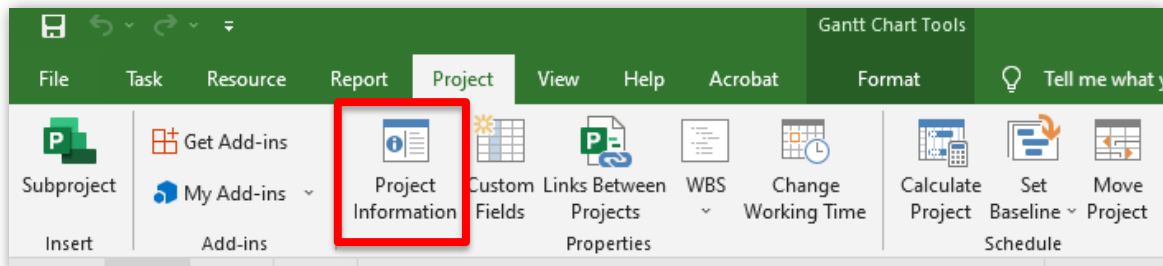 Gantt Chart Tools
File Task Resource Report Project View Help Acrobat Format Tell me what
Get Add-ins
Subproject My Add-ins Project Custom Links Between WBS Change Calculate Set Move
Information Fields Projects Working Time Project Baseline Project
Insert Add-ins Properties Schedule